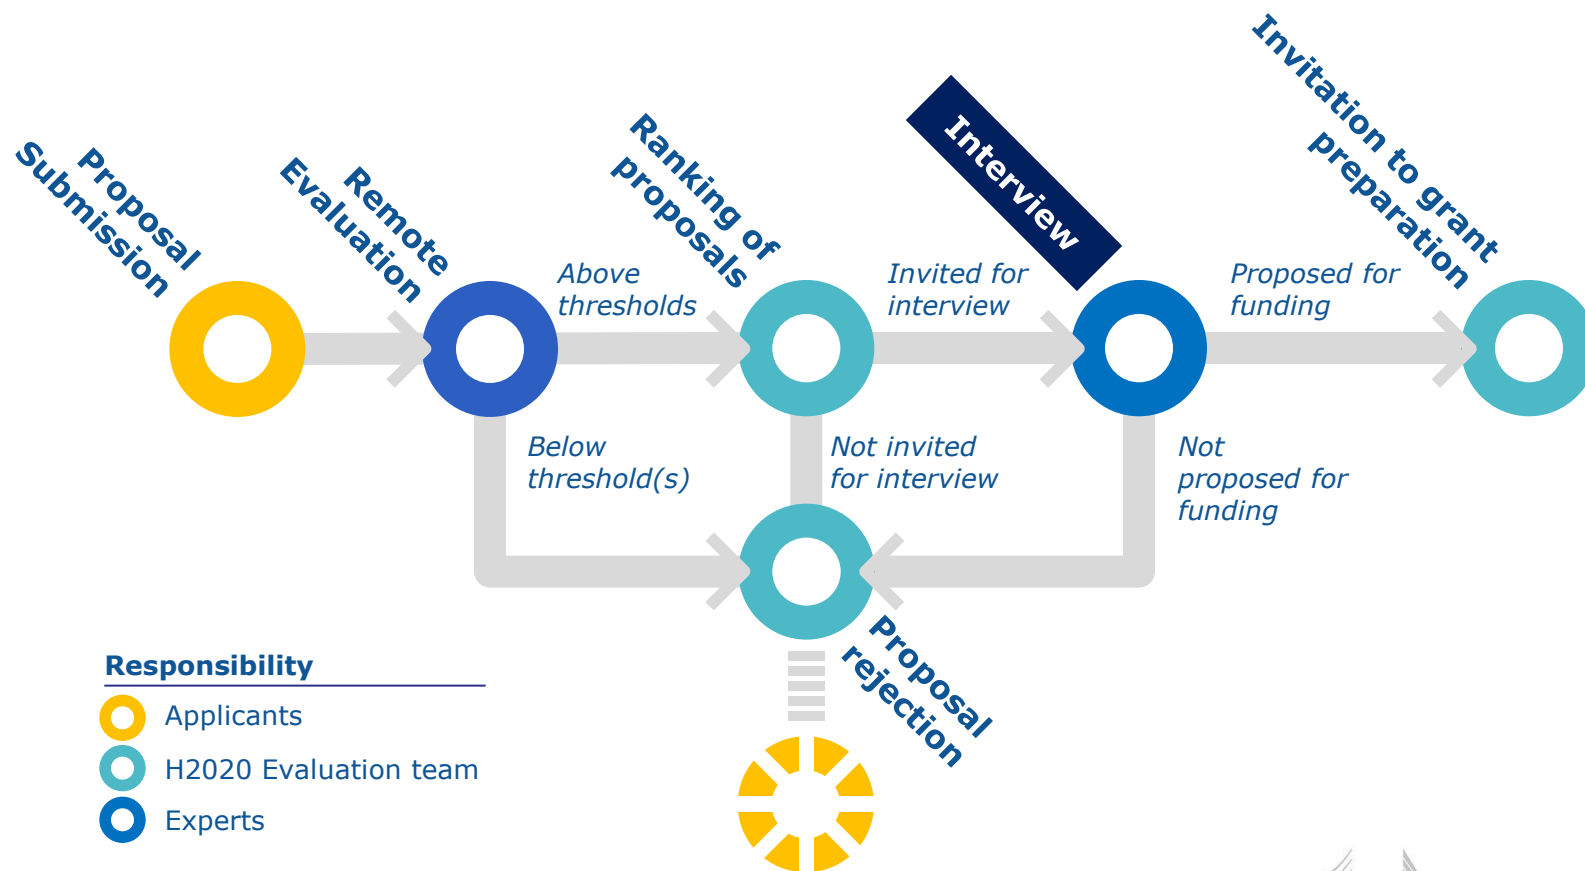 Proposal
Submission
Remote
Evaluation
Ranking of
proposals
Interview
Invitation to grant
preparation
Above
thresholds
Invited for
interview
Proposed for
funding
Below
threshold(s)
Not invited
for interview
Not
proposed for
funding
Proposal
rejection
Responsibility
Applicants
H2020 Evaluation team
Experts